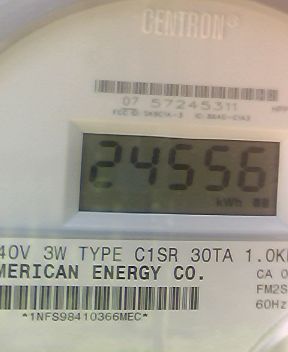 CENTRON®
07 57245311
24556
kWh
40V 3W TYPE C1SR 30TA 1.0K
MERICAN ENERGY CO.
CA 0
FM2S
60Hz
*1NFS98410366MEC*